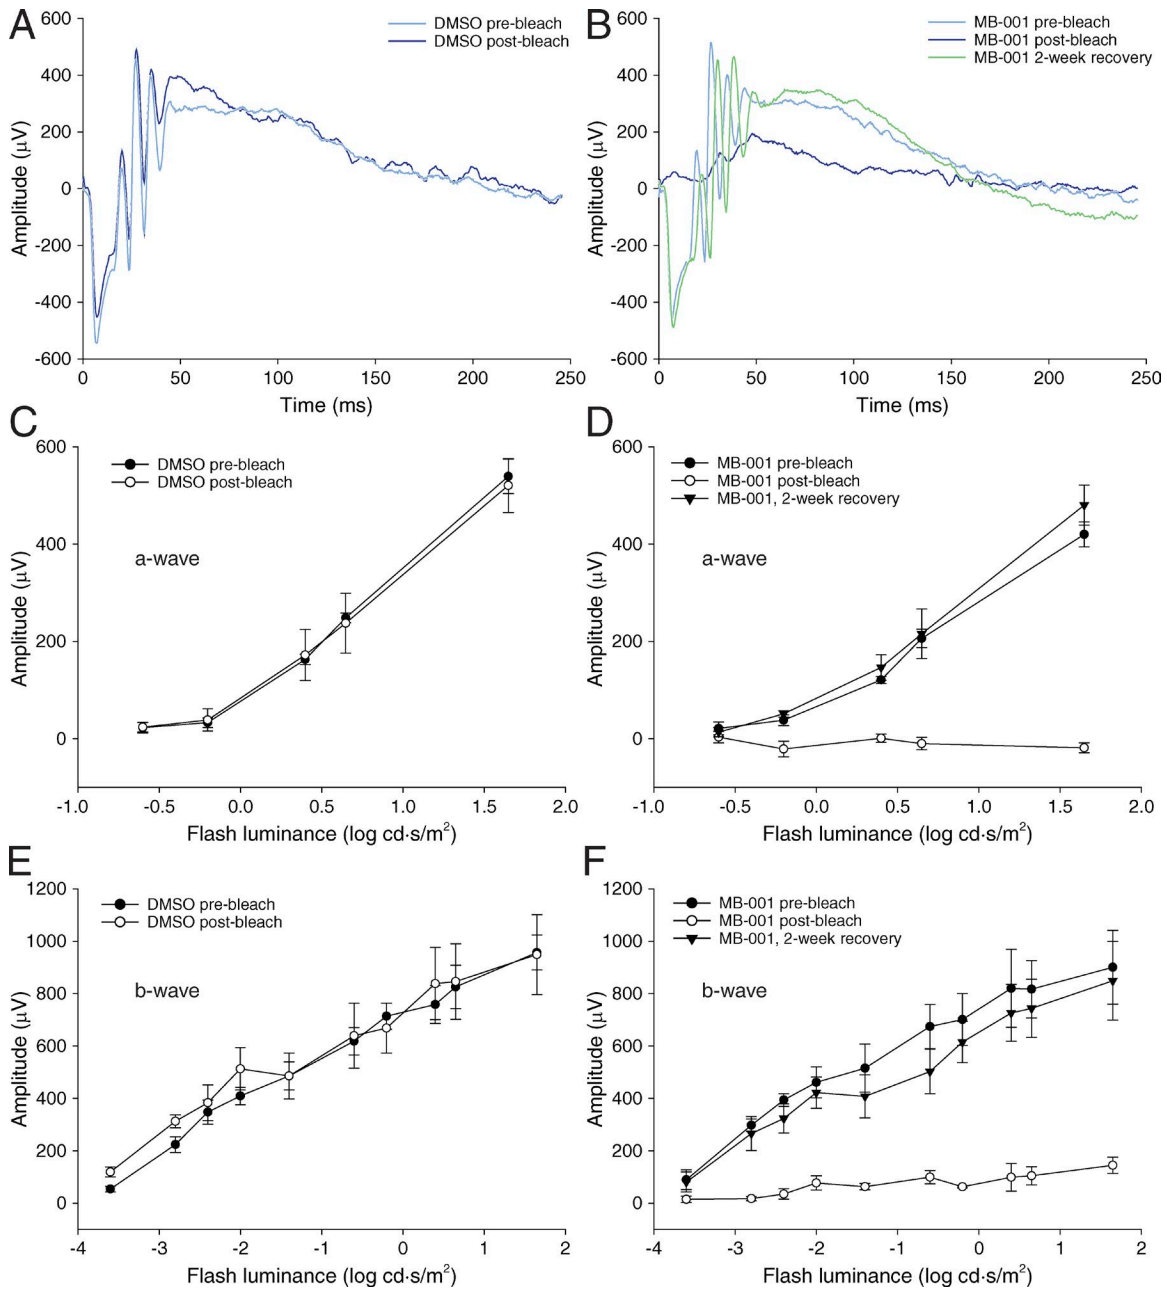 A
DMSO pre-bleach
DMSO post-bleach
600
400
200
0
-200
-400
-600
Amplitude (μV)
0 50 100 150 200 250
Time (ms)
B
MB-001 pre-bleach
MB-001 post-bleach
MB-001 2-week recovery
600
400
200
0
-200
-400
-600
Amplitude (μV)
0 50 100 150 200 250
Time (ms)
C
DMSO pre-bleach
DMSO post-bleach
a-wave
600
400
200
0
Amplitude (μV)
-1.0 -0.5 0.0 0.5 1.0 1.5 2.0
Flash luminance (log cd·s/m²)
D
MB-001 pre-bleach
MB-001 post-bleach
MB-001, 2-week recovery
a-wave
600
400
200
0
Amplitude (μV)
-1.0 -0.5 0.0 0.5 1.0 1.5 2.0
Flash luminance (log cd·s/m²)
E
DMSO pre-bleach
DMSO post-bleach
b-wave
1200
1000
800
600
400
200
0
Amplitude (μV)
-4 -3 -2 -1 0 1 2
Flash luminance (log cd·s/m²)
F
MB-001 pre-bleach
MB-001 post-bleach
MB-001, 2-week recovery
b-wave
1200
1000
800
600
400
200
0
Amplitude (μV)
-4 -3 -2 -1 0 1 2
Flash luminance (log cd·s/m²)